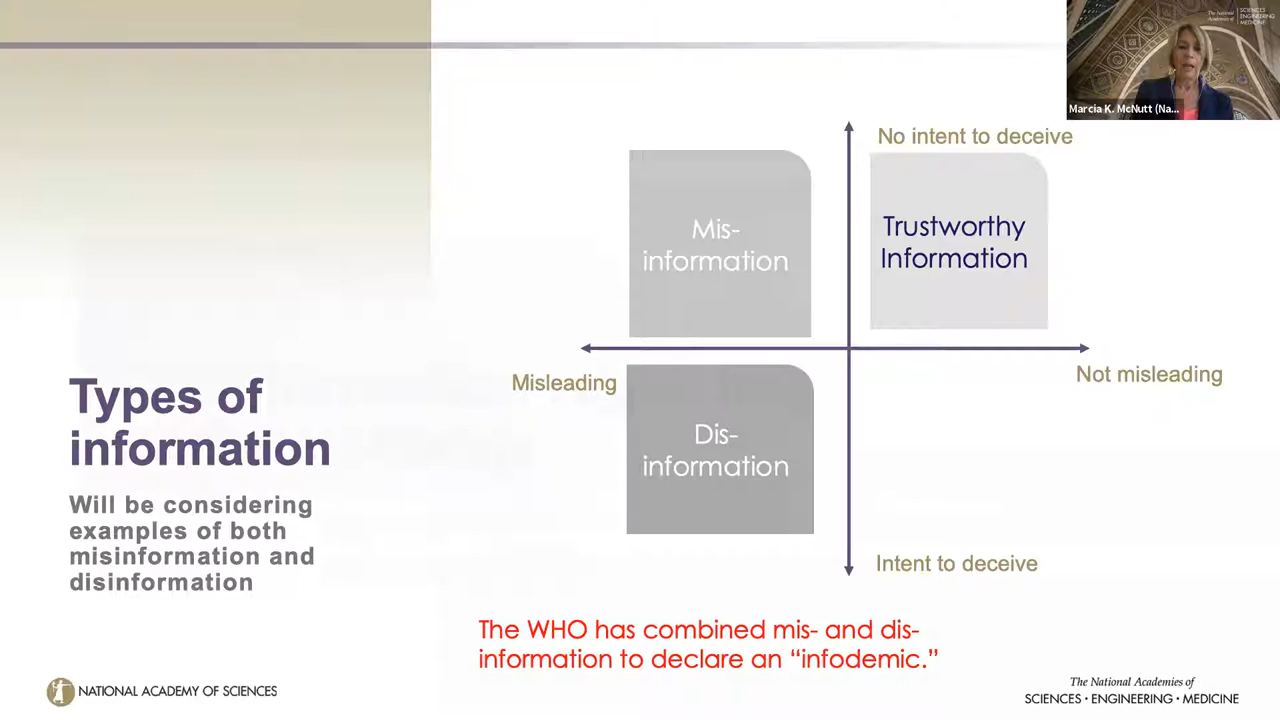 The National
Academies of
SCIENCES
ENGINEERING
MEDICINE
Marcia K. McNutt (Na...
No intent to deceive
Mis-
information
Trustworthy
Information
Misleading
Not misleading
Dis-
information
Intent to deceive
Types of
information
Will be considering
examples of both
misinformation and
disinformation
The WHO has combined mis- and dis-
information to declare an “infodemic.”
NATIONAL ACADEMY OF SCIENCES
The National Academies of
SCIENCES · ENGINEERING · MEDICINE